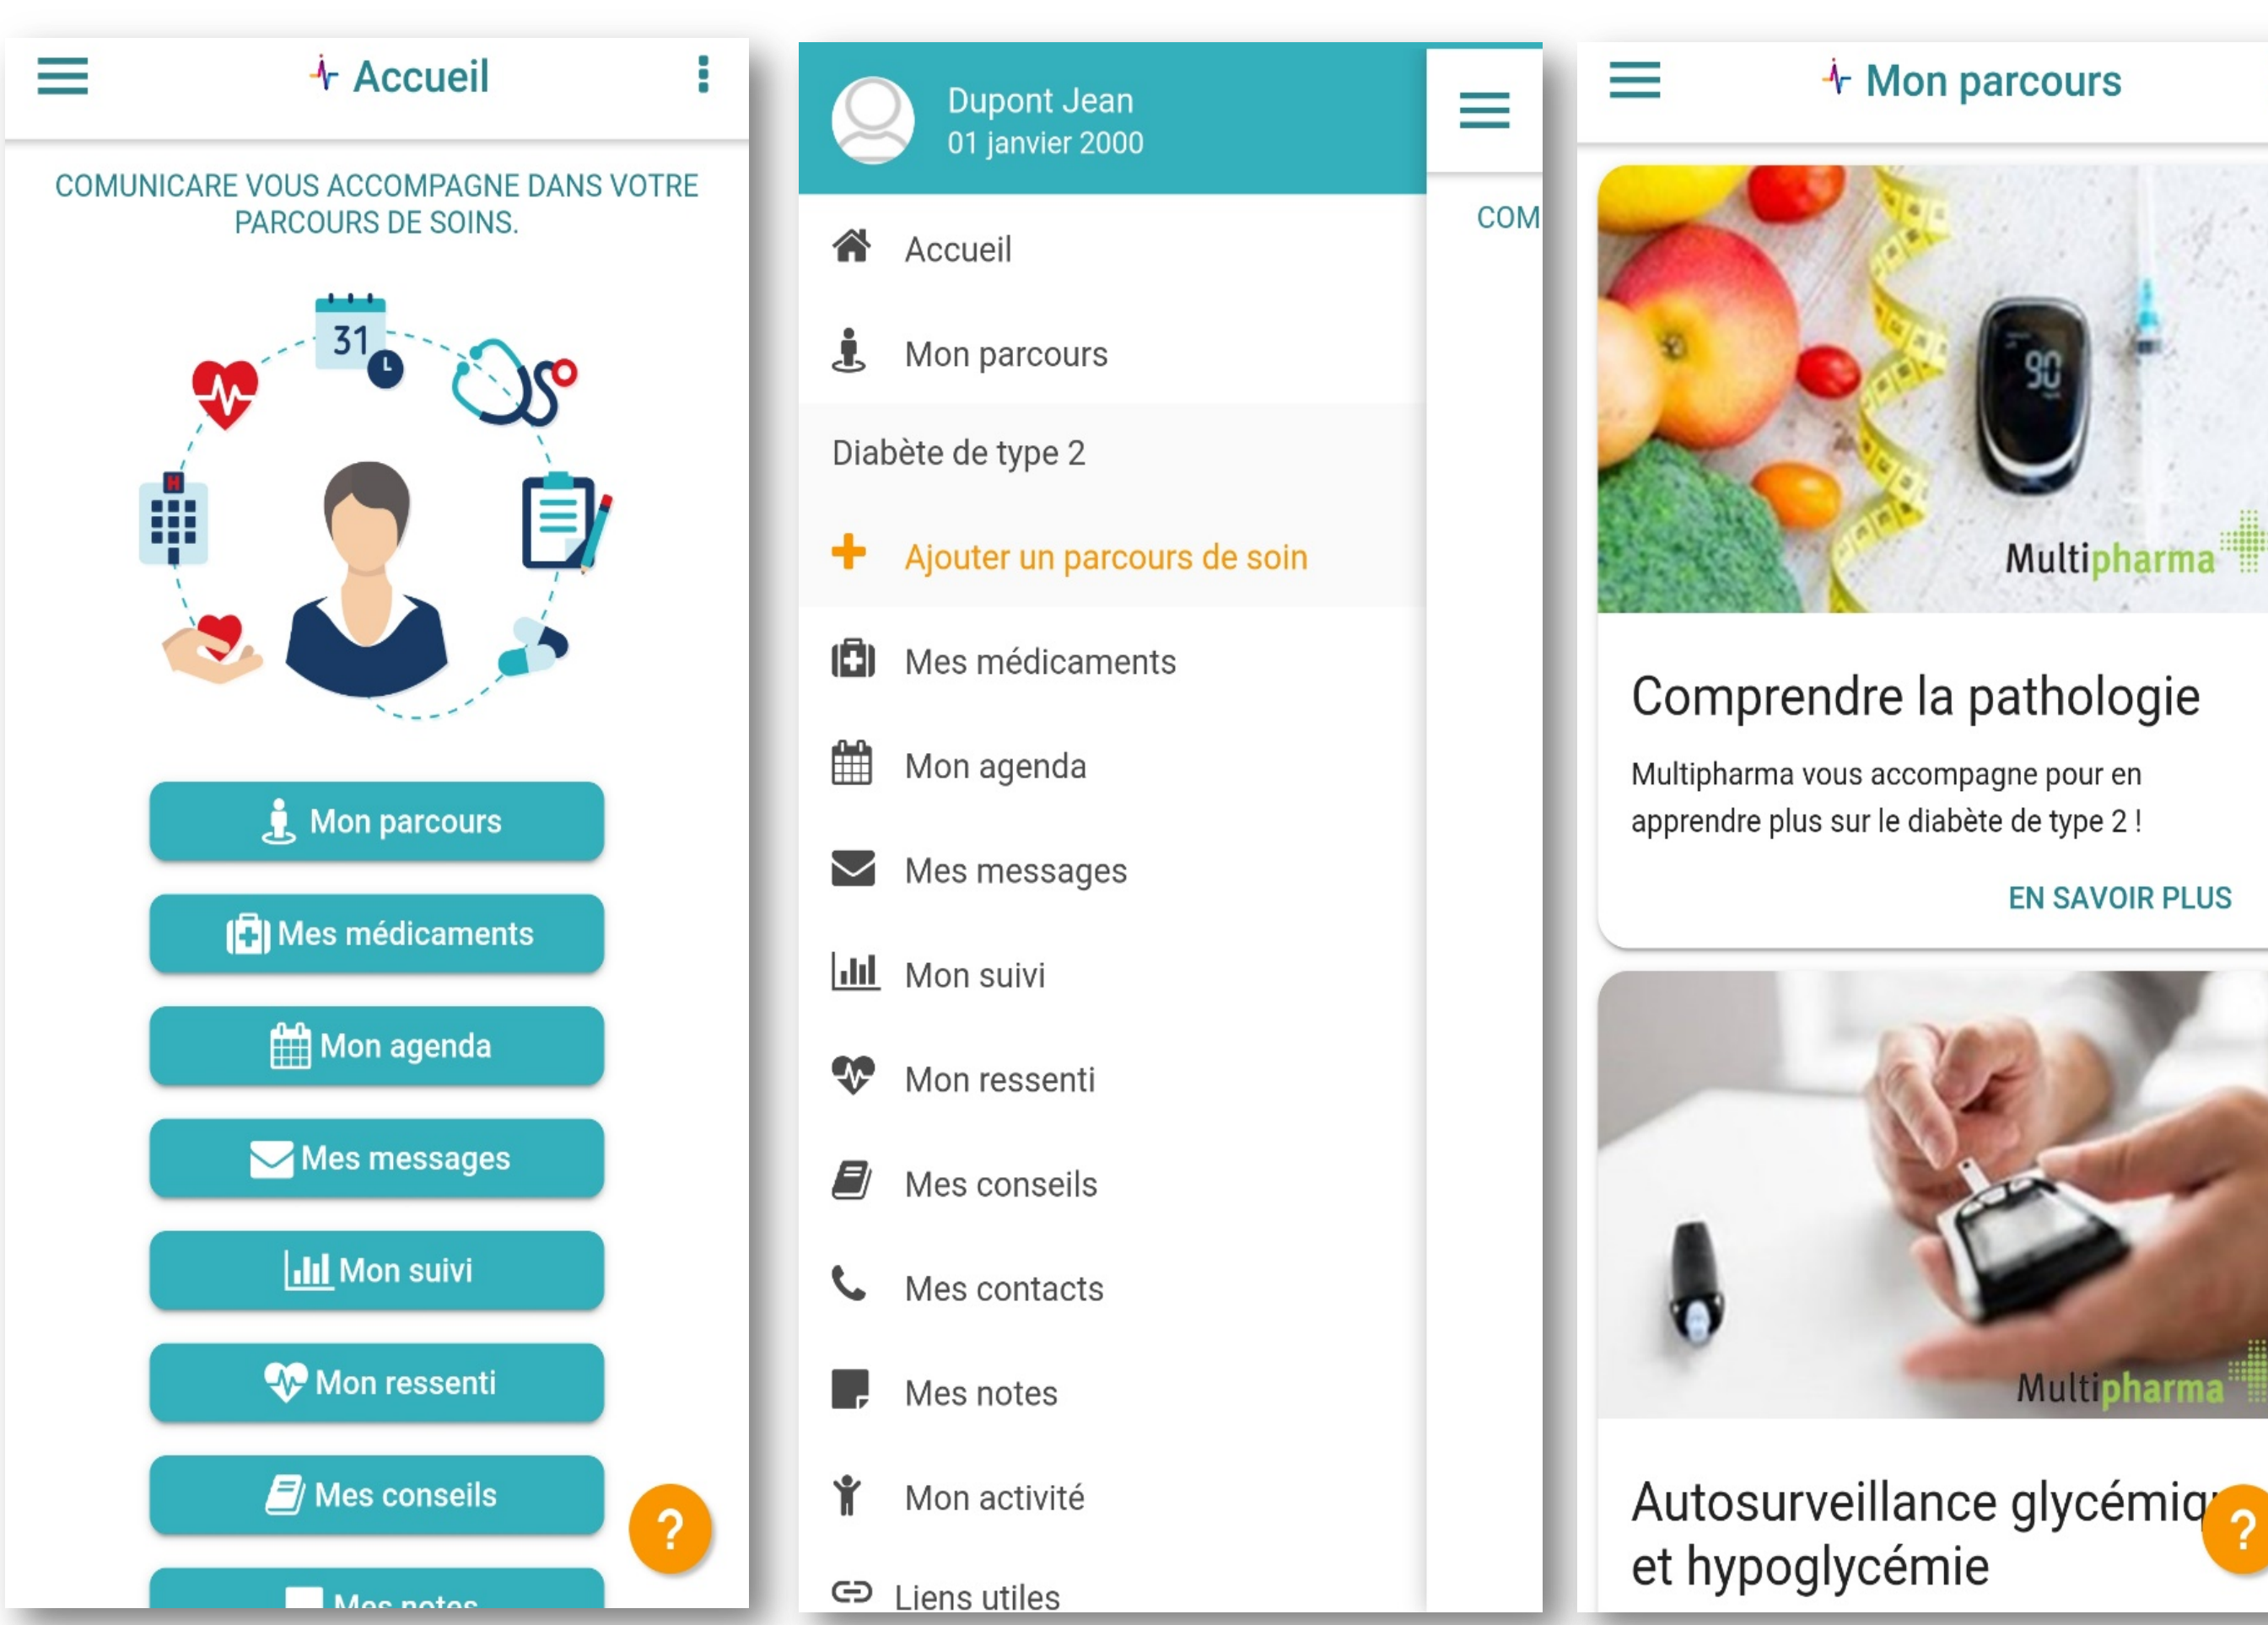 Accueil
COMUNICARE VOUS ACCOMPAGNE DANS VOTRE
PARCOURS DE SOINS.
31
H
Mon parcours
Mes médicaments
Mon agenda
Mes messages
Mon suivi
Mon ressenti
Mes conseils
Mes notes
?
Dupont Jean
01 janvier 2000
Accueil
Mon parcours
Diabète de type 2
Ajouter un parcours de soin
Mes médicaments
Mon agenda
Mes messages
Mon suivi
Mon ressenti
Mes conseils
Mes contacts
Mes notes
Mon activité
Liens utiles
COM
Mon parcours
90
Multipharma
Comprendre la pathologie
Multipharma vous accompagne pour en
apprendre plus sur le diabète de type 2 !
EN SAVOIR PLUS
Multipharma
Autosurveillance glycémiq
et hypoglycémie
?